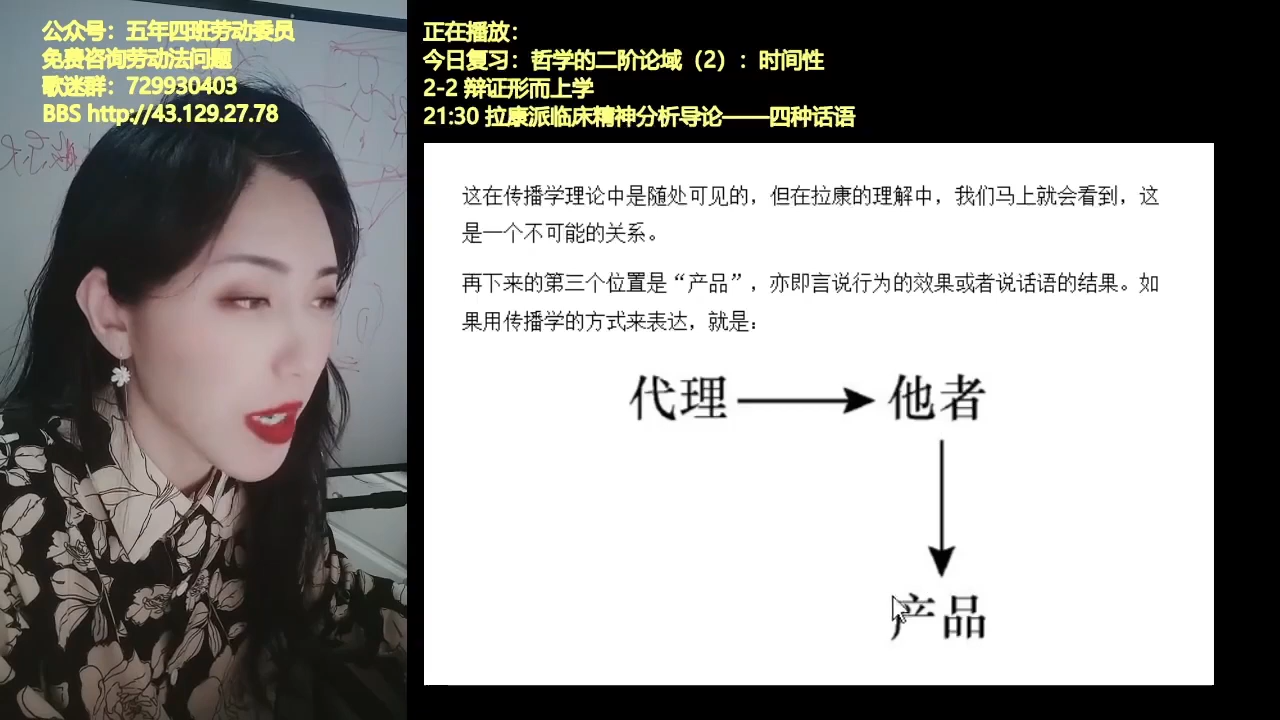 公众号：五年四班劳动委员
免费咨询劳动法问题
歌迷群：729930403
BBS http://43.129.27.78
正在播放：
今日复习：哲学的二阶论域（2）：时间性
2-2 辩证形而上学
21:30 拉康派临床精神分析导论——四种话语
这在传播学理论中是随处可见的，但在拉康的理解中，我们马上就会看到，这
是一个不可能的关系。
再下来的第三个位置是“产品”，亦即言说行为的效果或者说话语的结果。如
果用传播学的方式来表达，就是：
代理
他者
产品